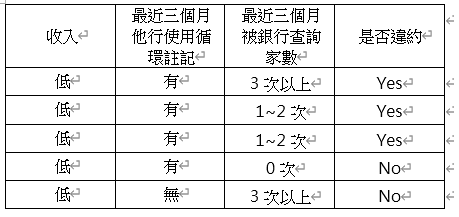 收入 最近三個月他行使用循環註記 最近三個月被銀行查詢家數 是否違約
低 有 3 次以上 Yes
低 有 1~2 次 Yes
低 有 1~2 次 Yes
低 有 0 次 No
低 無 3 次以上 No